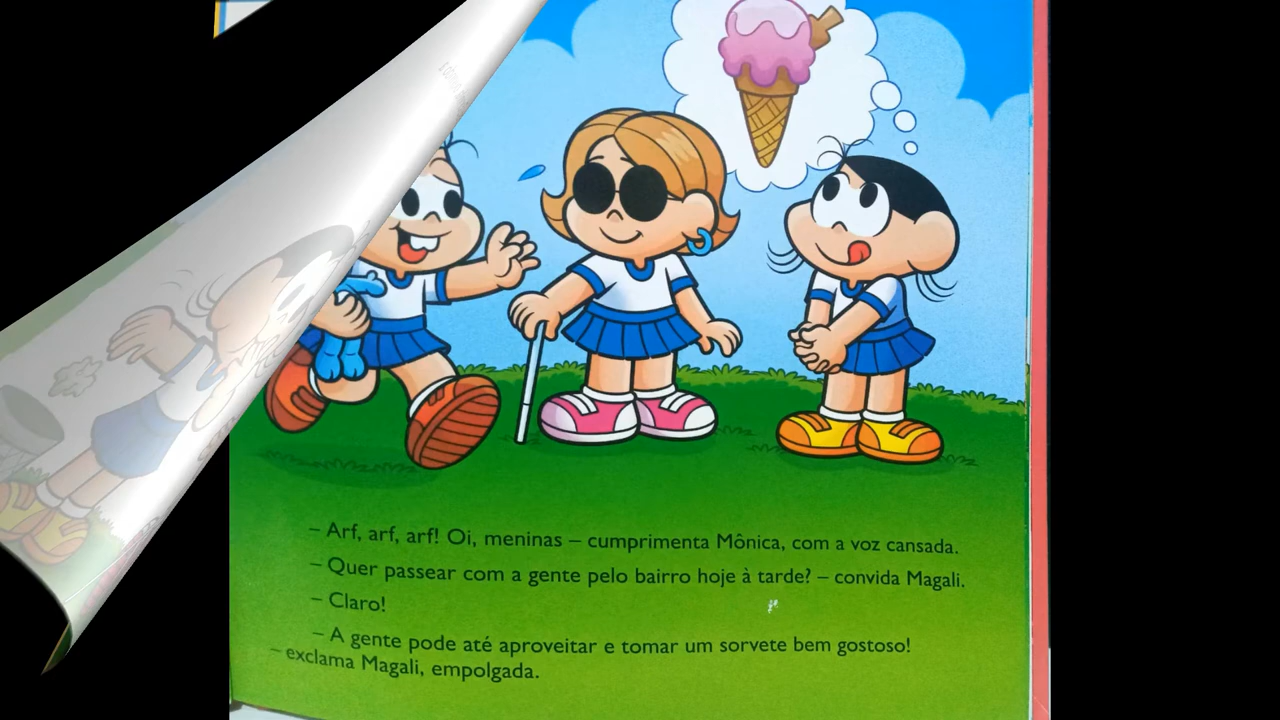 – Arf, arf, arf! Oi, meninas – cumprimenta Mônica, com a voz cansada.
– Quer passear com a gente pelo bairro hoje à tarde? – convida Magali.
– Claro!
– A gente pode até aproveitar e tomar um sorvete bem gostoso!
– exclama Magali, empolgada.